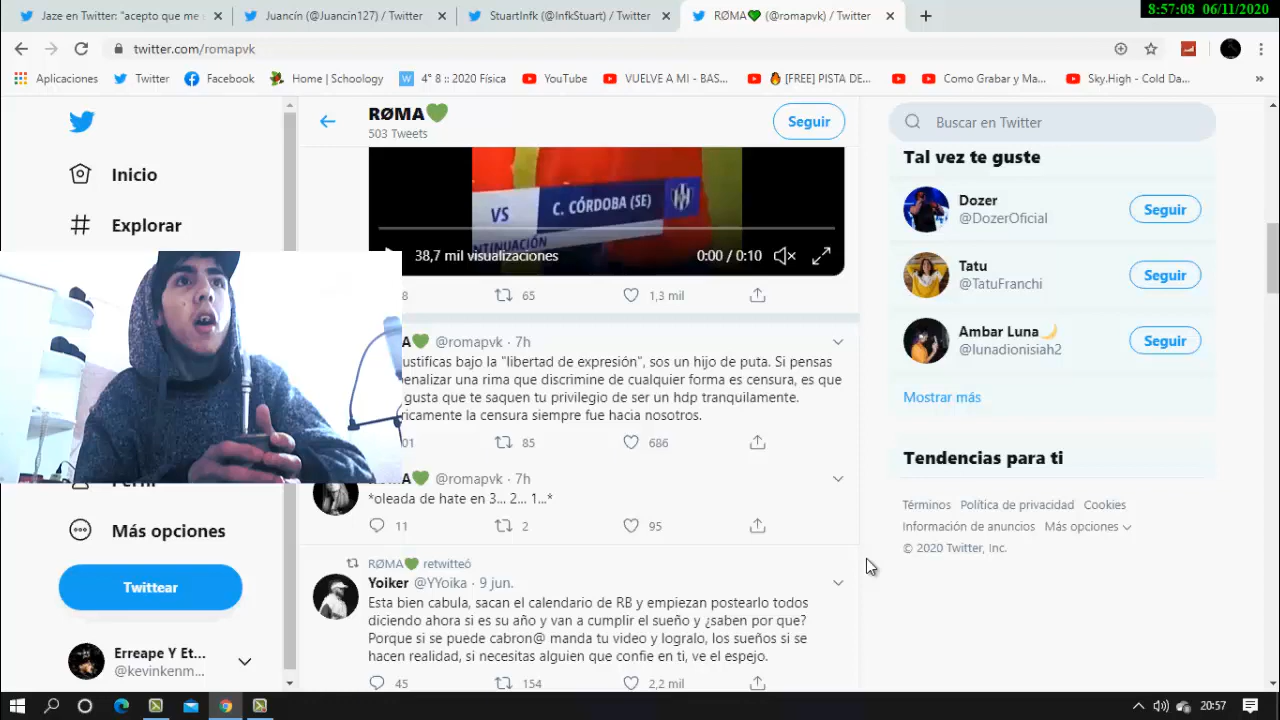 8:57:08 06/11/2020
Jaze en Twitter: "acepto que me s
Juancín (@Juancin127) / Twitter
StuartInfk (@InfkStuart) / Twitter
RØMA💚 (@romapvk) / Twitter
twitter.com/romapvk
Aplicaciones
Twitter
Facebook
Home | Schoology
4° 8 :: 2020 Física
YouTube
VUELVE A MI - BAS...
[FREE] PISTA DE...
Como Grabar y Ma...
Sky.High - Cold Da...
»
Inicio
Explorar
Más opciones
Twittear
Erreape Y Et...
@kevinkenm...
RØMA💚
503 Tweets
Seguir
VS C. CÓRDOBA (SE)
NTINUACIÓN
38,7 mil visualizaciones
0:00 / 0:10
8 65 1,3 mil
A💚 @romapvk · 7h
ustificas bajo la "libertad de expresión", sos un hijo de puta. Si pensas
enalizar una rima que discrimine de cualquier forma es censura, es que
gusta que te saquen tu privilegio de ser un hdp tranquilamente.
ricamente la censura siempre fue hacia nosotros.
01 85 686
A💚 @romapvk · 7h
*oleada de hate en 3... 2... 1...*
11 2 95
RØMA💚 retwitteó
Yoiker @YYoika · 9 jun.
Esta bien cabula, sacan el calendario de RB y empiezan postearlo todos
diciendo ahora si es su año y van a cumplir el sueño y ¿saben por que?
Porque si se puede cabron@ manda tu video y logralo, los sueños si se
hacen realidad, si necesitas alguien que confie en ti, ve el espejo.
45 154 2,2 mil
Buscar en Twitter
Tal vez te guste
Dozer
@DozerOficial
Seguir
Tatu
@TatuFranchi
Seguir
Ambar Luna🌙
@lunadionisiah2
Seguir
Mostrar más
Tendencias para ti
Términos Política de privacidad Cookies
Información de anuncios Más opciones
© 2020 Twitter, Inc.
20:57